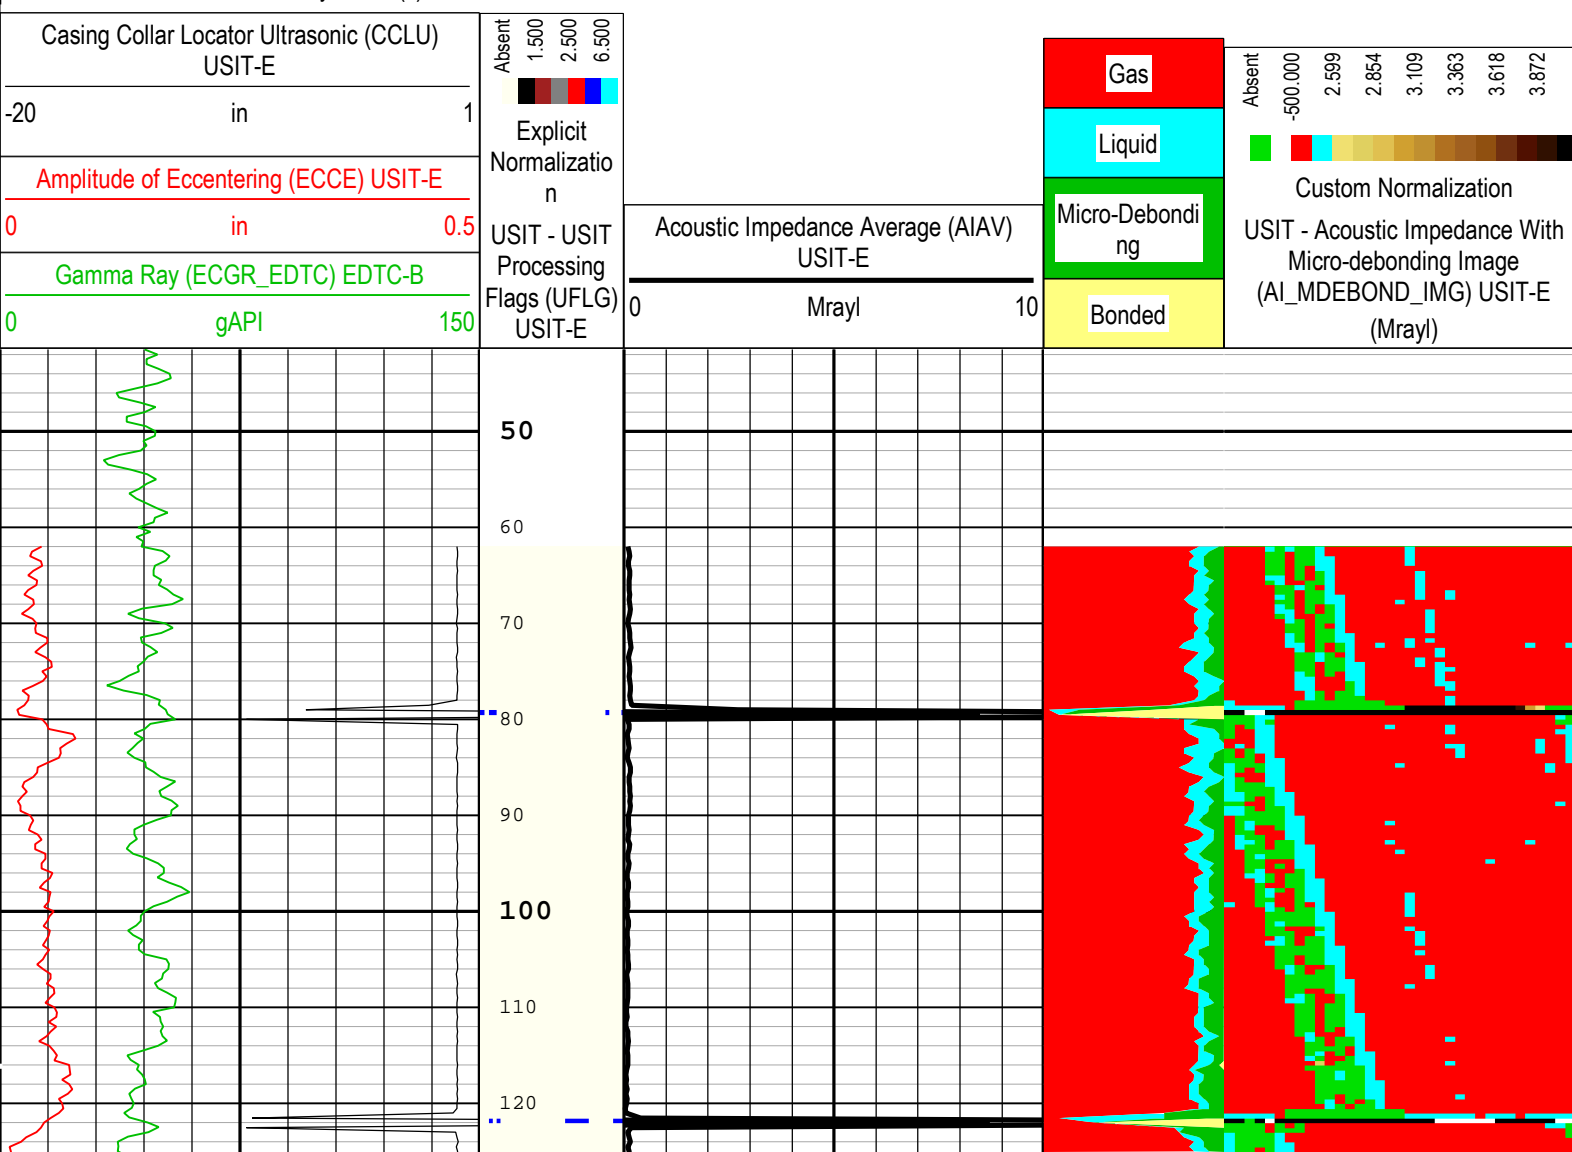 Casing Collar Locator Ultrasonic (CCLU)
USIT-E
-20 in 1
Amplitude of Eccentering (ECCE) USIT-E
0 in 0.5
Gamma Ray (ECGR_EDTC) EDTC-B
0 gAPI 150
Absent
1.500
2.500
6.500
Explicit
Normalizatio
n
USIT - USIT
Processing
Flags (UFLG)
USIT-E
Acoustic Impedance Average (AIAV)
USIT-E
0 Mrayl 10
Gas
Liquid
Micro-Debondi
ng
Bonded
Absent
-500.000
2.599
2.854
3.109
3.363
3.618
3.872
Custom Normalization
USIT - Acoustic Impedance With
Micro-debonding Image
(AI_MDEBOND_IMG) USIT-E
(Mrayl)
50
60
70
80
90
100
110
120